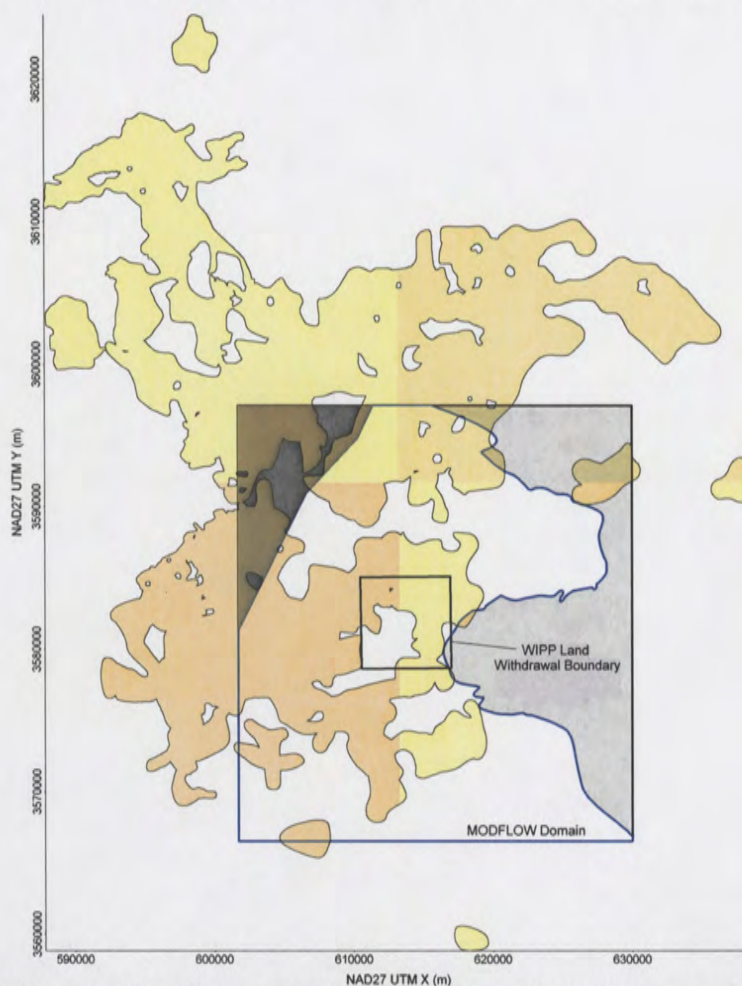 3620000
3610000
3600000
3590000
3580000
3570000
3560000
NAD27 UTM Y (m)
WIPP Land
Withdrawal Boundary
MODFLOW Domain
590000
600000
610000
620000
630000
NAD27 UTM X (m)